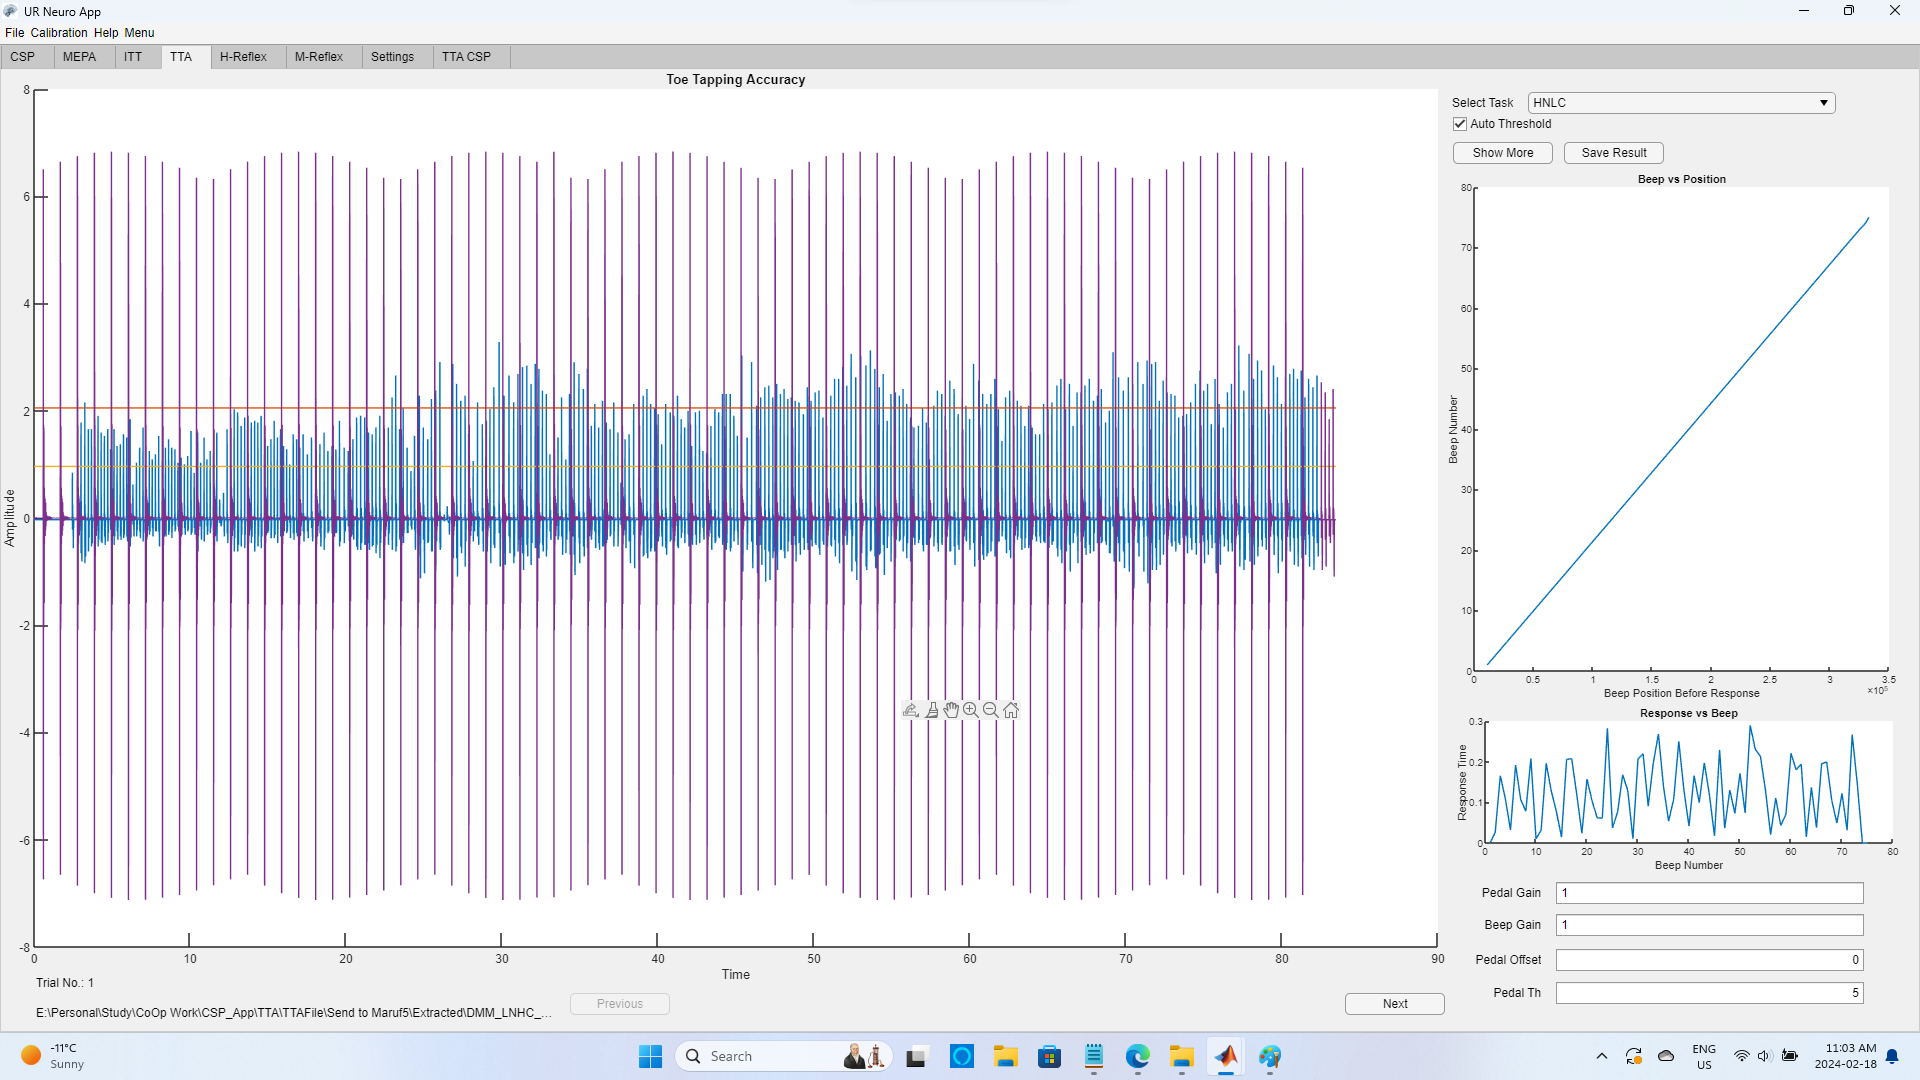 UR Neuro App
File Calibration Help Menu
CSP MEPA ITT TTA H-Reflex M-Reflex Settings TTA CSP
Toe Tapping Accuracy
8
6
4
2
0
-2
-4
-6
-8
Amplitude
0 10 20 30 40 50 60 70 80 90
Time
Trial No.: 1
E:\Personal\Study\CoOp Work\CSP_App\TTA\TTAFile\Send to Maruf5\Extracted\DMM_LNHC_...
Previous
Next
Select Task HNLC
Auto Threshold
Show More Save Result
Beep vs Position
80
70
60
50
40
30
20
10
0
Beep Number
0 0.5 1 1.5 2 2.5 3 3.5
×10⁵
Beep Position Before Response
Response vs Beep
0.3
0.2
0.1
0
Response Time
0 10 20 30 40 50 60 70 80
Beep Number
Pedal Gain 1
Beep Gain 1
Pedal Offset 0
Pedal Th 5
-11°C
Sunny
Search
ENG
US
11:03 AM
2024-02-18